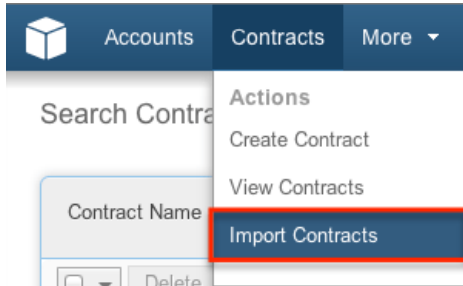 Accounts Contracts More
Search Contra
Actions
Create Contract
View Contracts
Contract Name
Import Contracts
Delete